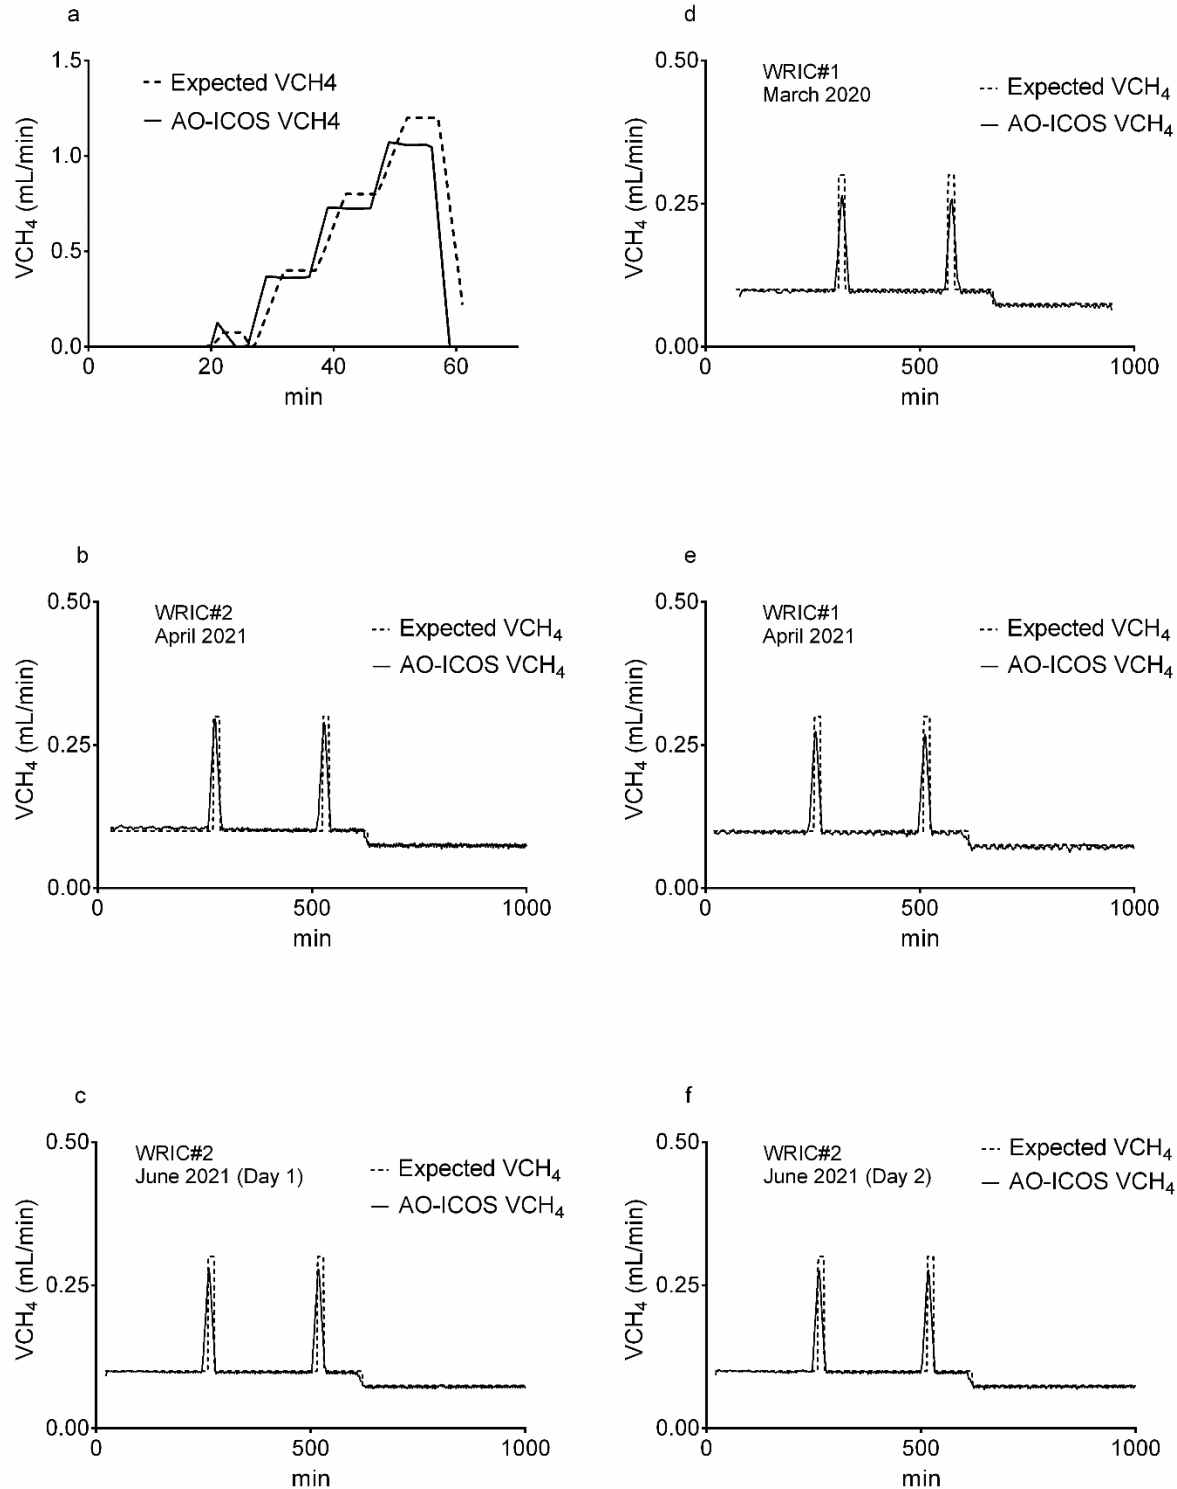 a
1.5
1.0
0.5
0.0
0
20
40
60
VCH₄ (mL/min)
min
Expected VCH4
AO-ICOS VCH4
d
0.50
0.25
0.00
0
500
1000
VCH₄ (mL/min)
min
WRIC#1
March 2020
Expected VCH₄
AO-ICOS VCH₄
b
0.50
0.25
0.00
0
500
1000
VCH₄ (mL/min)
min
WRIC#2
April 2021
Expected VCH₄
AO-ICOS VCH₄
e
0.50
0.25
0.00
0
500
1000
VCH₄ (mL/min)
min
WRIC#1
April 2021
Expected VCH₄
AO-ICOS VCH₄
c
0.50
0.25
0.00
0
500
1000
VCH₄ (mL/min)
min
WRIC#2
June 2021 (Day 1)
Expected VCH₄
AO-ICOS VCH₄
f
0.50
0.25
0.00
0
500
1000
VCH₄ (mL/min)
min
WRIC#2
June 2021 (Day 2)
Expected VCH₄
AO-ICOS VCH₄